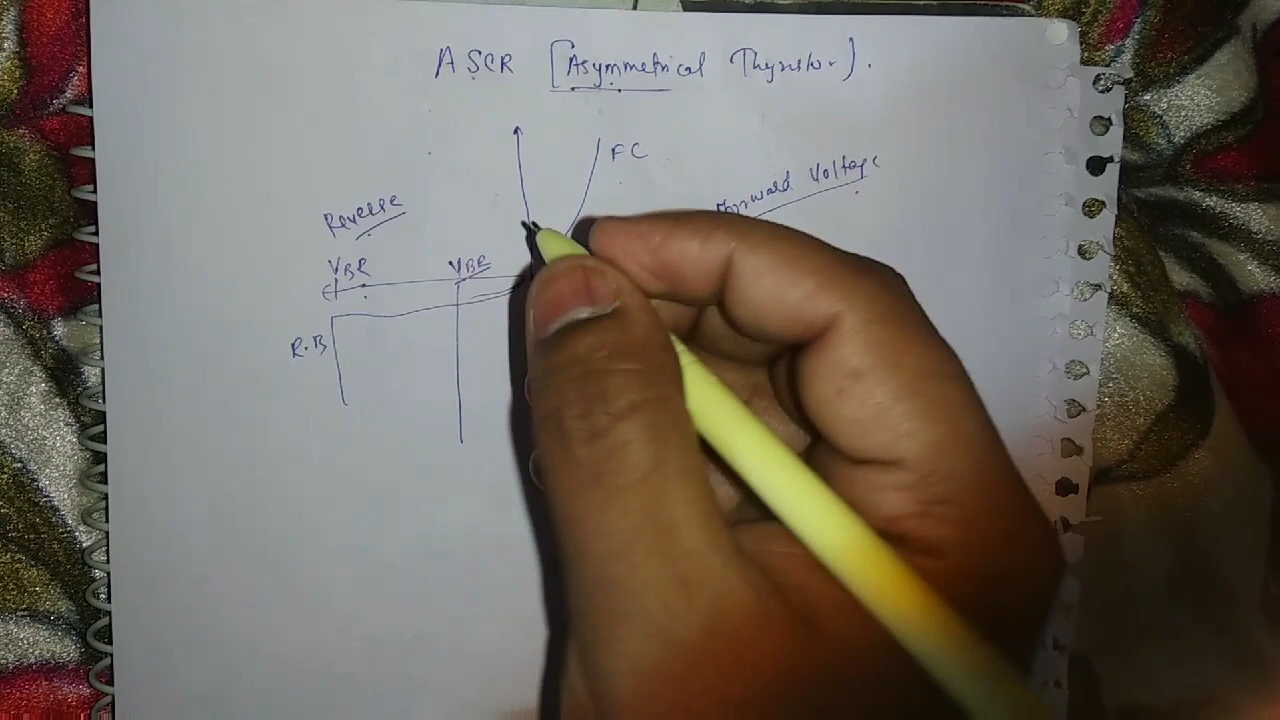 ASCR [Asymmetrical Thyristor).
FC
Forward Voltage
Reverse
VBR VBR
R.B